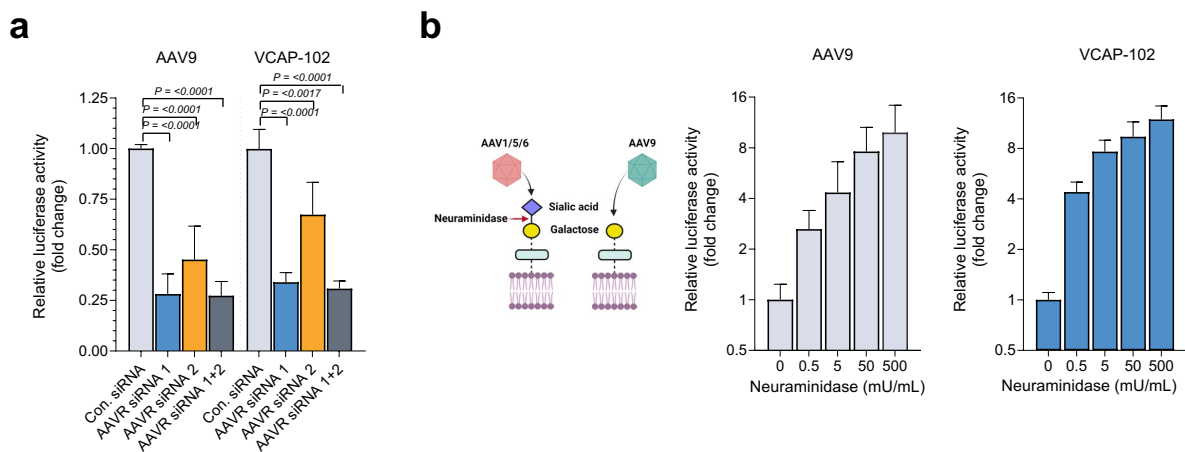 a
AAV9
VCAP-102
P = <0.0001
P = <0.0001
P = <0.0001
P = <0.0001
P = <0.0017
P = <0.0001
Relative luciferase activity
(fold change)
1.25
1.00
0.75
0.50
0.25
0.00
Con. siRNA
AAVR siRNA 1
AAVR siRNA 2
AAVR siRNA 1+2
Con. siRNA
AAVR siRNA 1
AAVR siRNA 2
AAVR siRNA 1+2
b
AAV1/5/6
AAV9
Sialic acid
Neuraminidase
Galactose
AAV9
Relative luciferase activity
(fold change)
16
8
4
2
1
0.5
0 0.5 5 50 500
Neuraminidase (mU/mL)
VCAP-102
Relative luciferase activity
(fold change)
16
8
4
2
1
0.5
0 0.5 5 50 500
Neuraminidase (mU/mL)